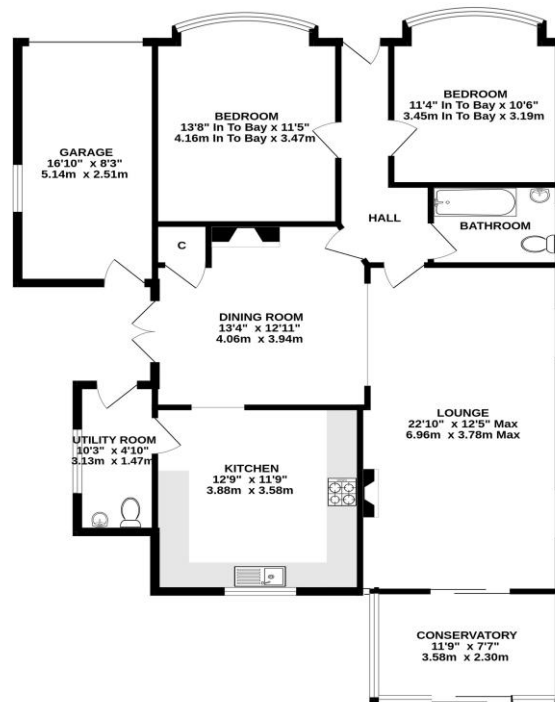 BEDROOM
13'8" In To Bay x 11'5"
4.16m In To Bay x 3.47m
BEDROOM
11'4" In To Bay x 10'6"
3.45m In To Bay x 3.19m
GARAGE
16'10" x 8'3"
5.14m x 2.51m
HALL
BATHROOM
C
DINING ROOM
13'4" x 12'11"
4.06m x 3.94m
LOUNGE
22'10" x 12'5" Max
6.96m x 3.78m Max
UTILITY ROOM
10'3" x 4'10"
3.13m x 1.47m
KITCHEN
12'9" x 11'9"
3.88m x 3.58m
CONSERVATORY
11'9" x 7'7"
3.58m x 2.30m